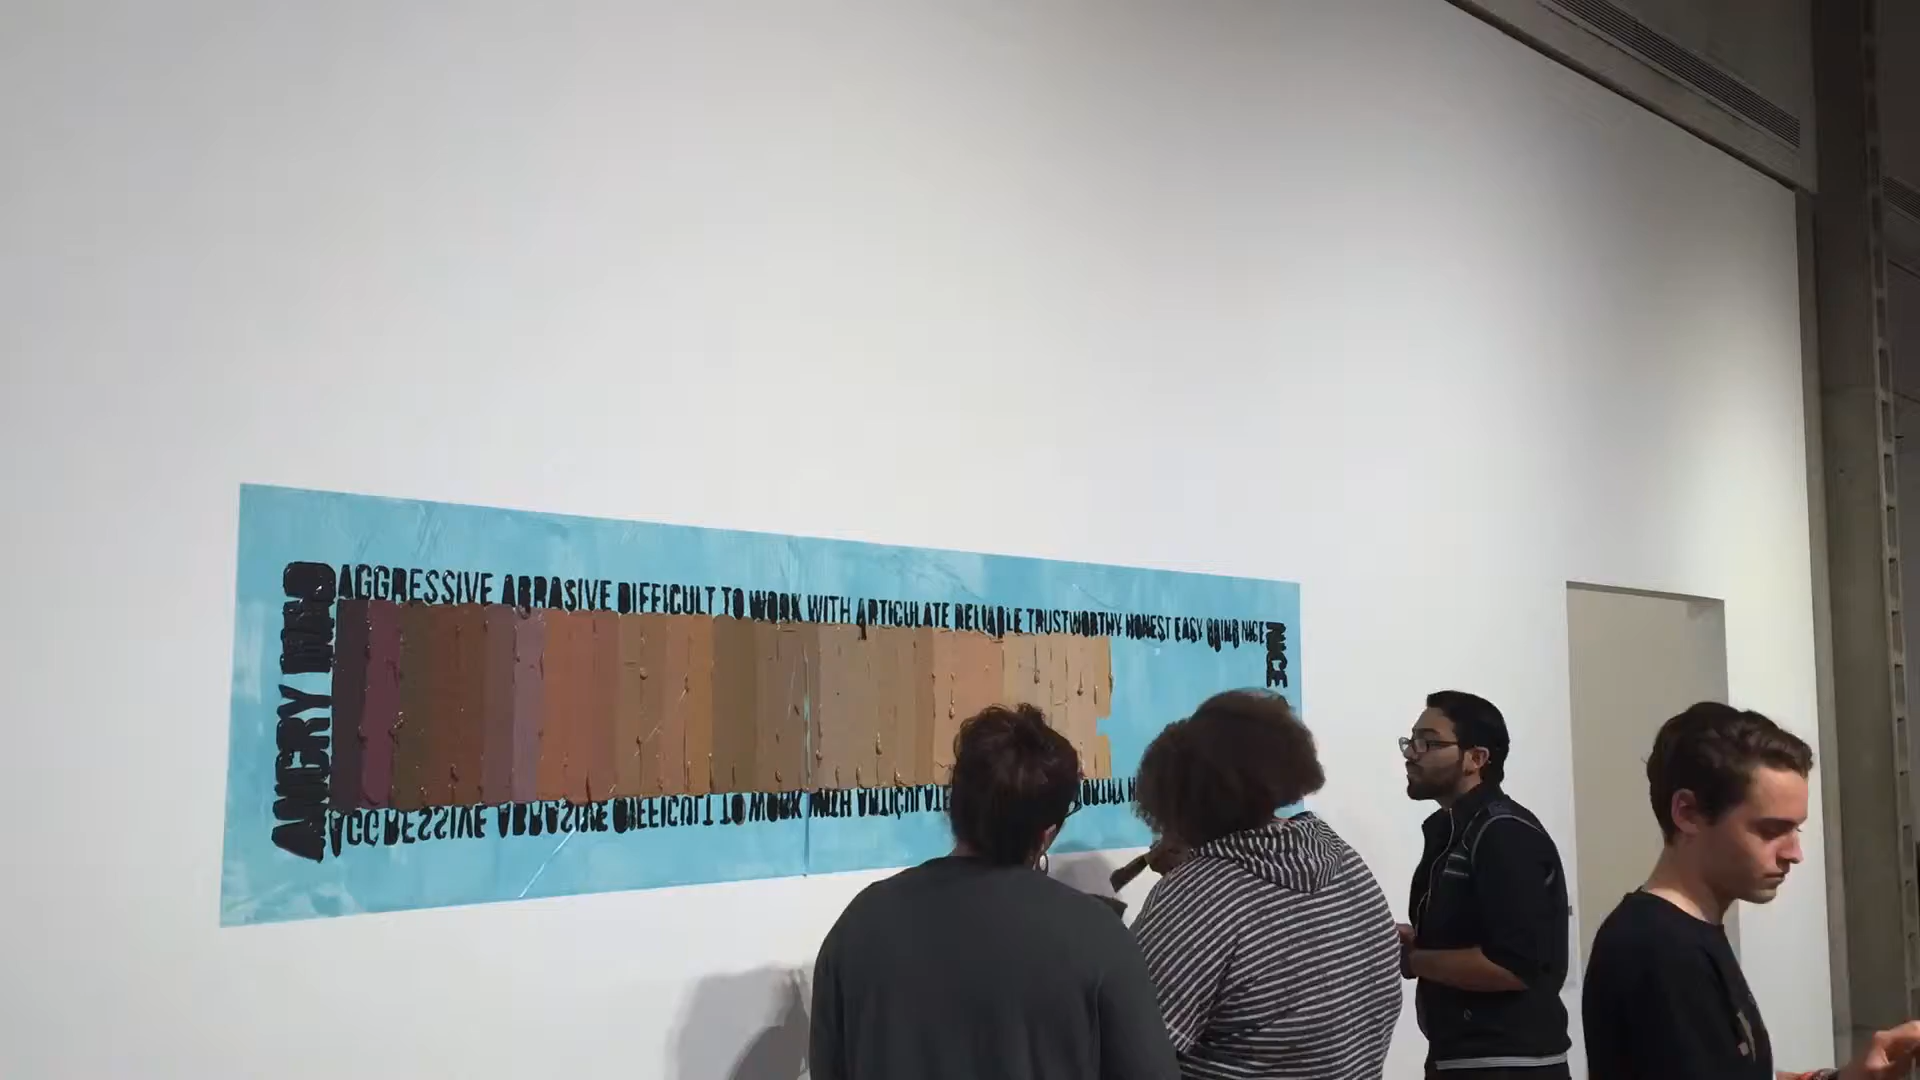 ANGRY
AGGRESSIVE ABRASIVE DIFFICULT TO WORK WITH ARTICULATE RELIABLE TRUSTWORTHY HONEST EASY GOING NICE
NICE
AGGRESSIVE ABRASIVE DIFFICULT TO WORK WITH ARTICULATE